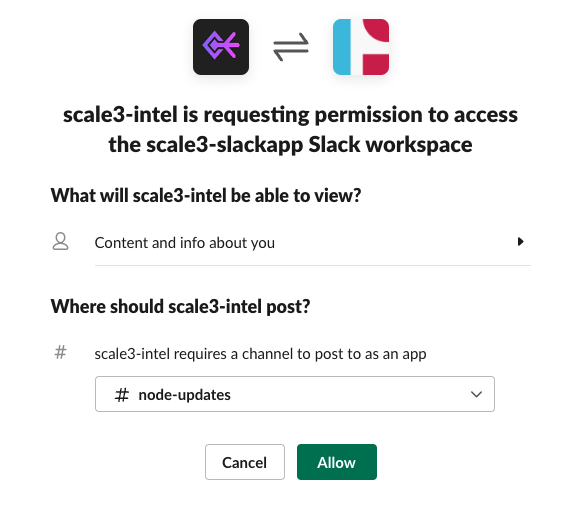 scale3-intel is requesting permission to access
the scale3-slackapp Slack workspace
What will scale3-intel be able to view?
Content and info about you
Where should scale3-intel post?
# scale3-intel requires a channel to post to as an app
# node-updates
Cancel Allow